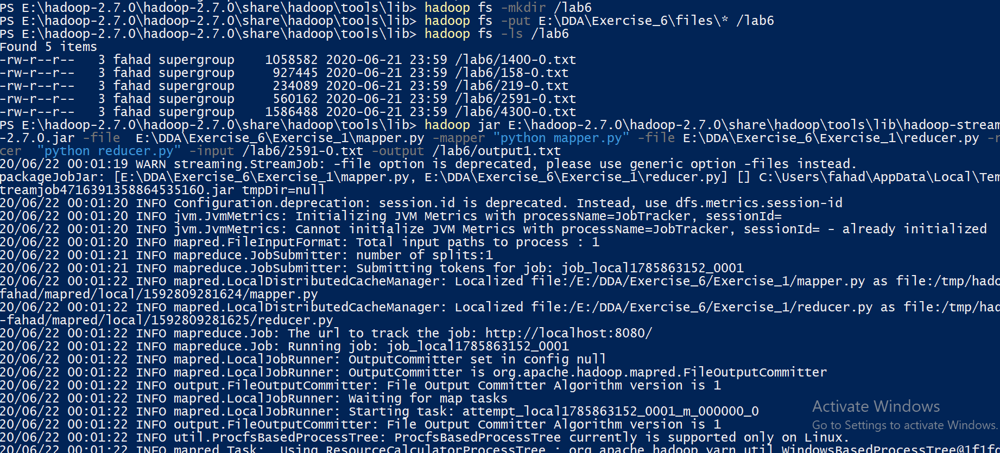 PS E:\hadoop-2.7.0\hadoop-2.7.0\share\hadoop\tools\lib> hadoop fs -mkdir /lab6
PS E:\hadoop-2.7.0\hadoop-2.7.0\share\hadoop\tools\lib> hadoop fs -put E:\DDA\Exercise_6\files\* /lab6
PS E:\hadoop-2.7.0\hadoop-2.7.0\share\hadoop\tools\lib> hadoop fs -ls /lab6
Found 5 items
-rw-r--r--   3 fahad supergroup    1058582 2020-06-21 23:59 /lab6/1400-0.txt
-rw-r--r--   3 fahad supergroup     927445 2020-06-21 23:59 /lab6/158-0.txt
-rw-r--r--   3 fahad supergroup     234089 2020-06-21 23:59 /lab6/219-0.txt
-rw-r--r--   3 fahad supergroup     560162 2020-06-21 23:59 /lab6/2591-0.txt
-rw-r--r--   3 fahad supergroup    1586488 2020-06-21 23:59 /lab6/4300-0.txt
PS E:\hadoop-2.7.0\hadoop-2.7.0\share\hadoop\tools\lib> hadoop jar E:\hadoop-2.7.0\hadoop-2.7.0\share\hadoop\tools\lib\hadoop-stream
-2.7.0.jar -file  E:\DDA\Exercise_6\Exercise_1\mapper.py -mapper "python mapper.py" -file E:\DDA\Exercise_6\Exercise_1\reducer.py -r
cer  "python reducer.py" -input /lab6/2591-0.txt -output /lab6/output1.txt
20/06/22 00:01:19 WARN streaming.StreamJob: -file option is deprecated, please use generic option -files instead.
packageJobJar: [E:\DDA\Exercise_6\Exercise_1\mapper.py, E:\DDA\Exercise_6\Exercise_1\reducer.py] [] C:\Users\fahad\AppData\Local\Tem
treamjob4716391358864535160.jar tmpDir=null
20/06/22 00:01:20 INFO Configuration.deprecation: session.id is deprecated. Instead, use dfs.metrics.session-id
20/06/22 00:01:20 INFO jvm.JvmMetrics: Initializing JVM Metrics with processName=JobTracker, sessionId=
20/06/22 00:01:20 INFO jvm.JvmMetrics: Cannot initialize JVM Metrics with processName=JobTracker, sessionId= - already initialized
20/06/22 00:01:20 INFO mapred.FileInputFormat: Total input paths to process : 1
20/06/22 00:01:21 INFO mapreduce.JobSubmitter: number of splits:1
20/06/22 00:01:21 INFO mapreduce.JobSubmitter: Submitting tokens for job: job_local1785863152_0001
20/06/22 00:01:22 INFO mapred.LocalDistributedCacheManager: Localized file:/E:/DDA/Exercise_6/Exercise_1/mapper.py as file:/tmp/hado
fahad/mapred/local/1592809281624/mapper.py
20/06/22 00:01:22 INFO mapred.LocalDistributedCacheManager: Localized file:/E:/DDA/Exercise_6/Exercise_1/reducer.py as file:/tmp/had
-fahad/mapred/local/1592809281625/reducer.py
20/06/22 00:01:22 INFO mapreduce.Job: The url to track the job: http://localhost:8080/
20/06/22 00:01:22 INFO mapreduce.Job: Running job: job_local1785863152_0001
20/06/22 00:01:22 INFO mapred.LocalJobRunner: OutputCommitter set in config null
20/06/22 00:01:22 INFO mapred.LocalJobRunner: OutputCommitter is org.apache.hadoop.mapred.FileOutputCommitter
20/06/22 00:01:22 INFO output.FileOutputCommitter: File Output Committer Algorithm version is 1
20/06/22 00:01:22 INFO mapred.LocalJobRunner: Waiting for map tasks
20/06/22 00:01:22 INFO mapred.LocalJobRunner: Starting task: attempt_local1785863152_0001_m_000000_0
20/06/22 00:01:22 INFO output.FileOutputCommitter: File Output Committer Algorithm version is 1
20/06/22 00:01:22 INFO util.ProcfsBasedProcessTree: ProcfsBasedProcessTree currently is supported only on Linux.
20/06/22 00:01:22 INFO mapred.Task:  Using ResourceCalculatorProcessTree : org.apache.hadoop.yarn.util.WindowsBasedProcessTree@1f1f
Activate Windows
Go to Settings to activate Windows.